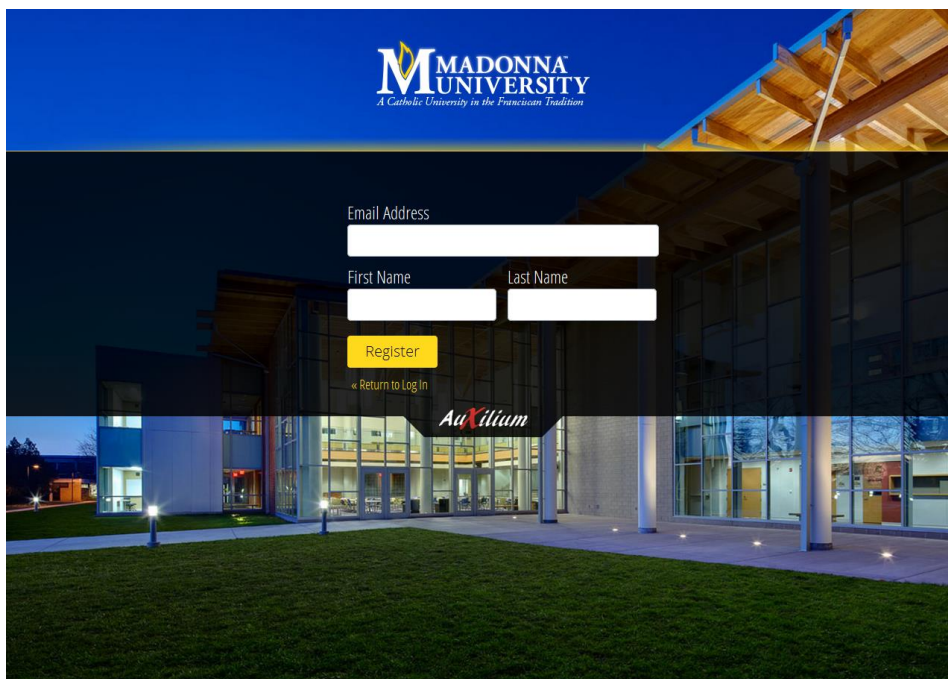 MADONNA
UNIVERSITY
A Catholic University in the Franciscan Tradition
Email Address
First Name Last Name
Register
« Return to Log In
AuXilium